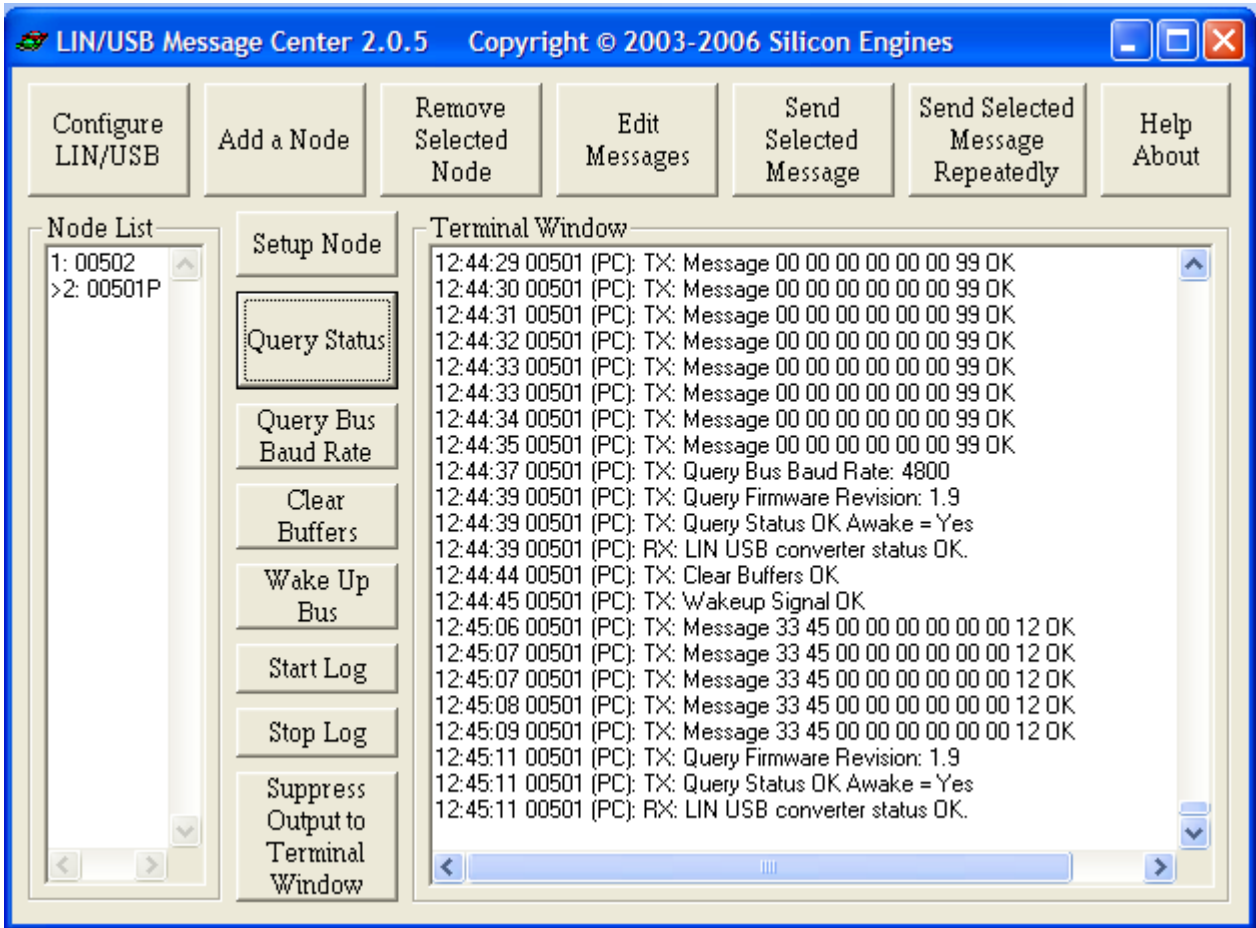 LIN/USB Message Center 2.0.5 Copyright © 2003-2006 Silicon Engines
Configure
LIN/USB
Add a Node
Remove
Selected
Node
Edit
Messages
Send
Selected
Message
Send Selected
Message
Repeatedly
Help
About
Node List
1: 00502
>2: 00501P
Setup Node
Query Status
Query Bus
Baud Rate
Clear
Buffers
Wake Up
Bus
Start Log
Stop Log
Suppress
Output to
Terminal
Window
Terminal Window
12:44:29 00501 (PC): TX: Message 00 00 00 00 00 00 99 OK
12:44:30 00501 (PC): TX: Message 00 00 00 00 00 00 99 OK
12:44:31 00501 (PC): TX: Message 00 00 00 00 00 00 99 OK
12:44:32 00501 (PC): TX: Message 00 00 00 00 00 00 99 OK
12:44:33 00501 (PC): TX: Message 00 00 00 00 00 00 99 OK
12:44:33 00501 (PC): TX: Message 00 00 00 00 00 00 99 OK
12:44:34 00501 (PC): TX: Message 00 00 00 00 00 00 99 OK
12:44:35 00501 (PC): TX: Message 00 00 00 00 00 00 99 OK
12:44:37 00501 (PC): TX: Query Bus Baud Rate: 4800
12:44:39 00501 (PC): TX: Query Firmware Revision: 1.9
12:44:39 00501 (PC): TX: Query Status OK Awake = Yes
12:44:39 00501 (PC): RX: LIN USB converter status OK.
12:44:44 00501 (PC): TX: Clear Buffers OK
12:44:45 00501 (PC): TX: Wakeup Signal OK
12:45:06 00501 (PC): TX: Message 33 45 00 00 00 00 00 00 12 OK
12:45:07 00501 (PC): TX: Message 33 45 00 00 00 00 00 00 12 OK
12:45:07 00501 (PC): TX: Message 33 45 00 00 00 00 00 00 12 OK
12:45:08 00501 (PC): TX: Message 33 45 00 00 00 00 00 00 12 OK
12:45:09 00501 (PC): TX: Message 33 45 00 00 00 00 00 00 12 OK
12:45:11 00501 (PC): TX: Query Firmware Revision: 1.9
12:45:11 00501 (PC): TX: Query Status OK Awake = Yes
12:45:11 00501 (PC): RX: LIN USB converter status OK.